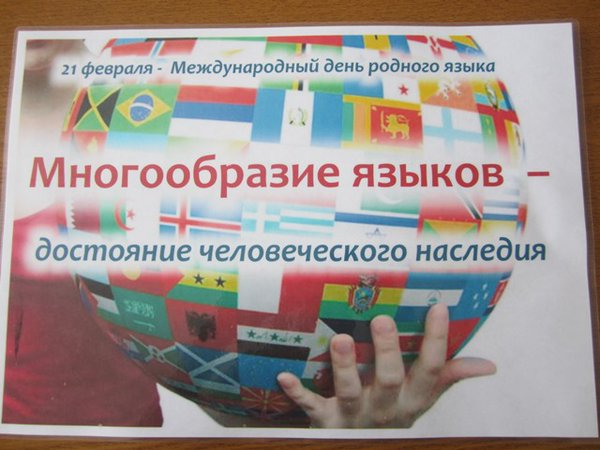 21 февраля - Международный день родного языка
Многообразие языков –
достояние человеческого наследия